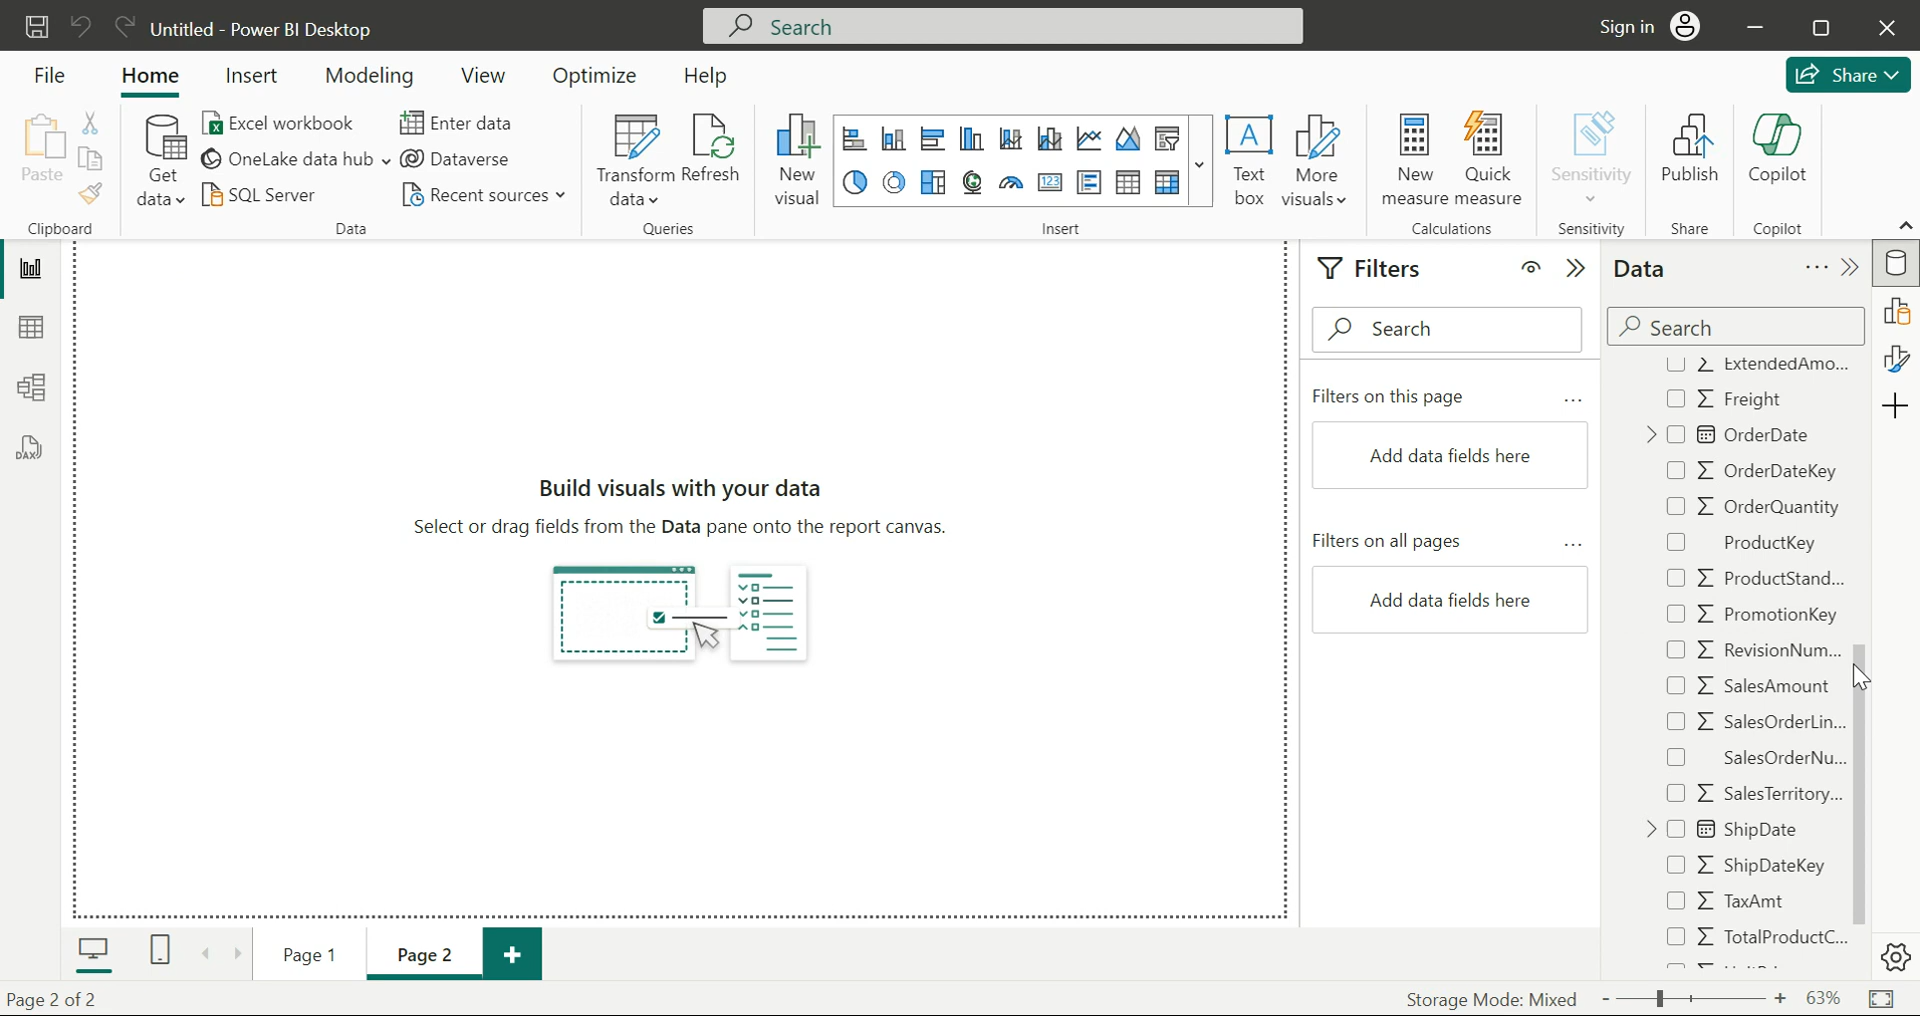 Untitled - Power BI Desktop
Search
Sign in
File Home Insert Modeling View Optimize Help
Share
Paste
Clipboard
Get data
Excel workbook
OneLake data hub
SQL Server
Enter data
Dataverse
Recent sources
Data
Transform data
Refresh
Queries
New visual
123
A
Text box
More visuals
Insert
New measure
Quick measure
Calculations
Sensitivity
Sensitivity
Publish
Share
Copilot
Copilot
DAX
Build visuals with your data
Select or drag fields from the Data pane onto the report canvas.
Filters
Search
Filters on this page ...
Add data fields here
Filters on all pages ...
Add data fields here
Data ...
Search
ExtendedAmo...
Σ Freight
OrderDate
Σ OrderDateKey
Σ OrderQuantity
ProductKey
Σ ProductStand...
Σ PromotionKey
Σ RevisionNum...
Σ SalesAmount
Σ SalesOrderLin...
SalesOrderNu...
Σ SalesTerritory...
ShipDate
Σ ShipDateKey
Σ TaxAmt
Σ TotalProductC...
Page 1
Page 2
+
Page 2 of 2
Storage Mode: Mixed
- + 63%